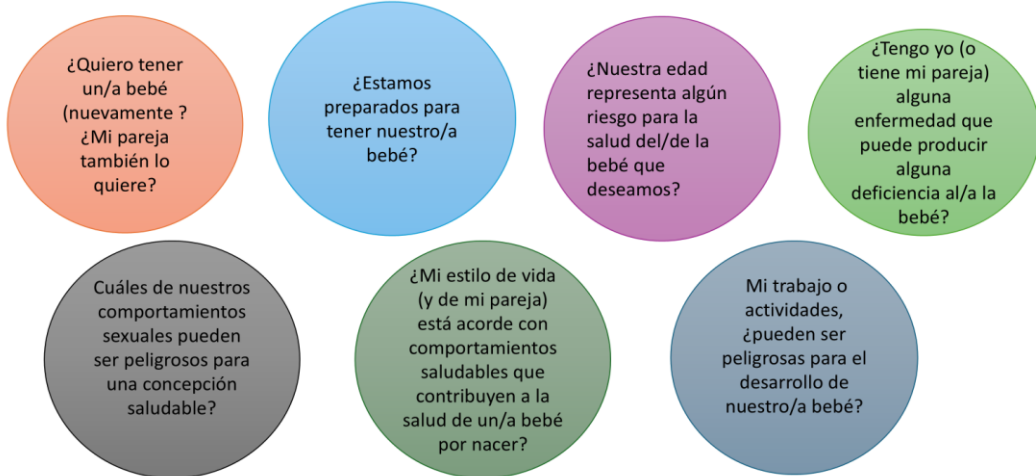 ¿Quiero tener
un/a bebé
(nuevamente ?
¿Mi pareja
también lo
quiere?
¿Estamos
preparados para
tener nuestro/a
bebé?
¿Nuestra edad
representa algún
riesgo para la
salud del/de la
bebé que
deseamos?
¿Tengo yo (o
tiene mi pareja)
alguna
enfermedad que
puede producir
alguna
deficiencia al/a la
bebé?
Cuáles de nuestros
comportamientos
sexuales pueden
ser peligrosos para
una concepción
saludable?
¿Mi estilo de vida
(y de mi pareja)
está acorde con
comportamientos
saludables que
contribuyen a la
salud de un/a bebé
por nacer?
Mi trabajo o
actividades,
¿pueden ser
peligrosas para el
desarrollo de
nuestro/a bebé?